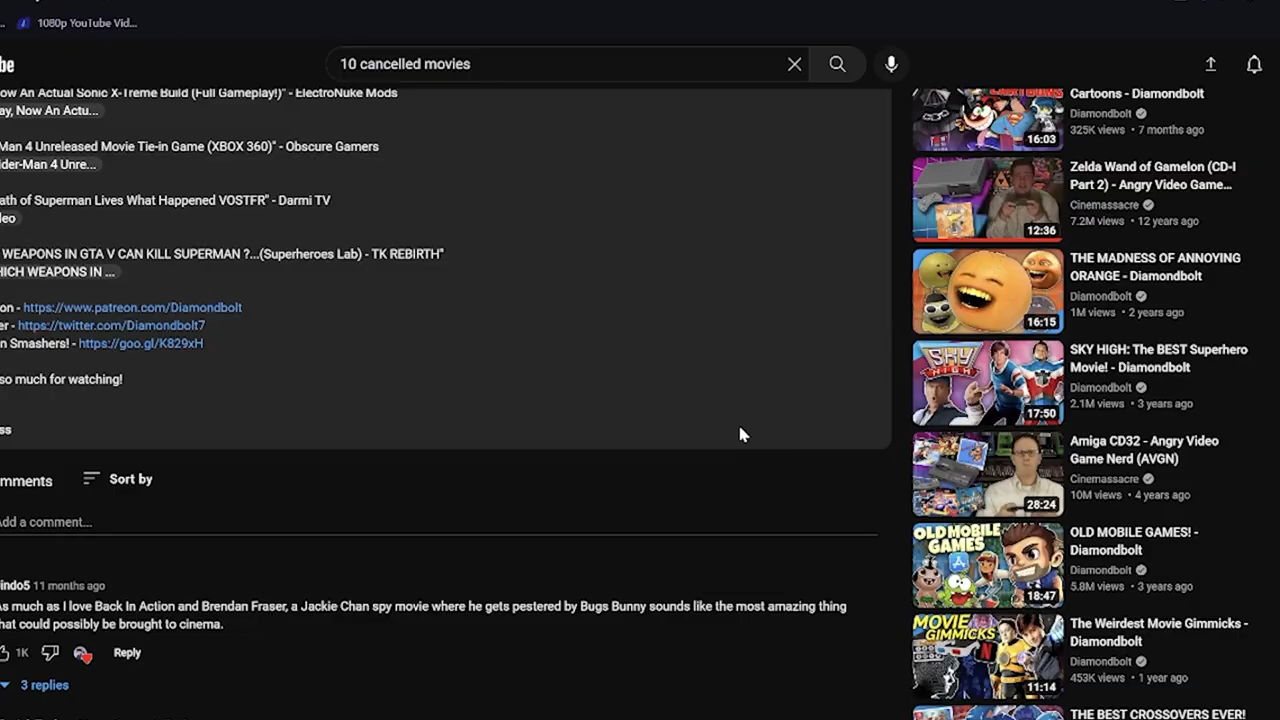 1080p YouTube Vid...
be
10 cancelled movies
ow An Actual Sonic X-Treme Build (Full Gameplay!)" - ElectroNuke Mods
ay, Now An Actu...
Man 4 Unreleased Movie Tie-in Game (XBOX 360)" - Obscure Gamers
ider-Man 4 Unre...
ath of Superman Lives What Happened VOSTFR" - Darmi TV
leo
WEAPONS IN GTA V CAN KILL SUPERMAN ?...(Superheroes Lab) - TK REBIRTH"
HICH WEAPONS IN ...
on - https://www.patreon.com/Diamondbolt
er - https://twitter.com/Diamondbolt7
n Smashers! - https://goo.gl/K829xH
so much for watching!
ss
mments
Sort by
Add a comment...
indo5 11 months ago
As much as I love Back In Action and Brendan Fraser, a Jackie Chan spy movie where he gets pestered by Bugs Bunny sounds like the most amazing thing
hat could possibly be brought to cinema.
1K
Reply
3 replies
CARTOONS
16:03
Cartoons - Diamondbolt
Diamondbolt
325K views • 7 months ago
12:36
Zelda Wand of Gamelon (CD-I
Part 2) - Angry Video Game...
Cinemassacre
7.2M views • 12 years ago
16:15
THE MADNESS OF ANNOYING
ORANGE - Diamondbolt
Diamondbolt
1M views • 2 years ago
SKY
HIGH
17:50
SKY HIGH: The BEST Superhero
Movie! - Diamondbolt
Diamondbolt
2.1M views • 3 years ago
28:24
Amiga CD32 - Angry Video
Game Nerd (AVGN)
Cinemassacre
10M views • 4 years ago
OLD MOBILE
GAMES!
18:47
OLD MOBILE GAMES! -
Diamondbolt
Diamondbolt
5.8M views • 3 years ago
MOVIE
GIMMICKS
N
11:14
The Weirdest Movie Gimmicks -
Diamondbolt
Diamondbolt
453K views • 1 year ago
THE BEST CROSSOVERS EVER!